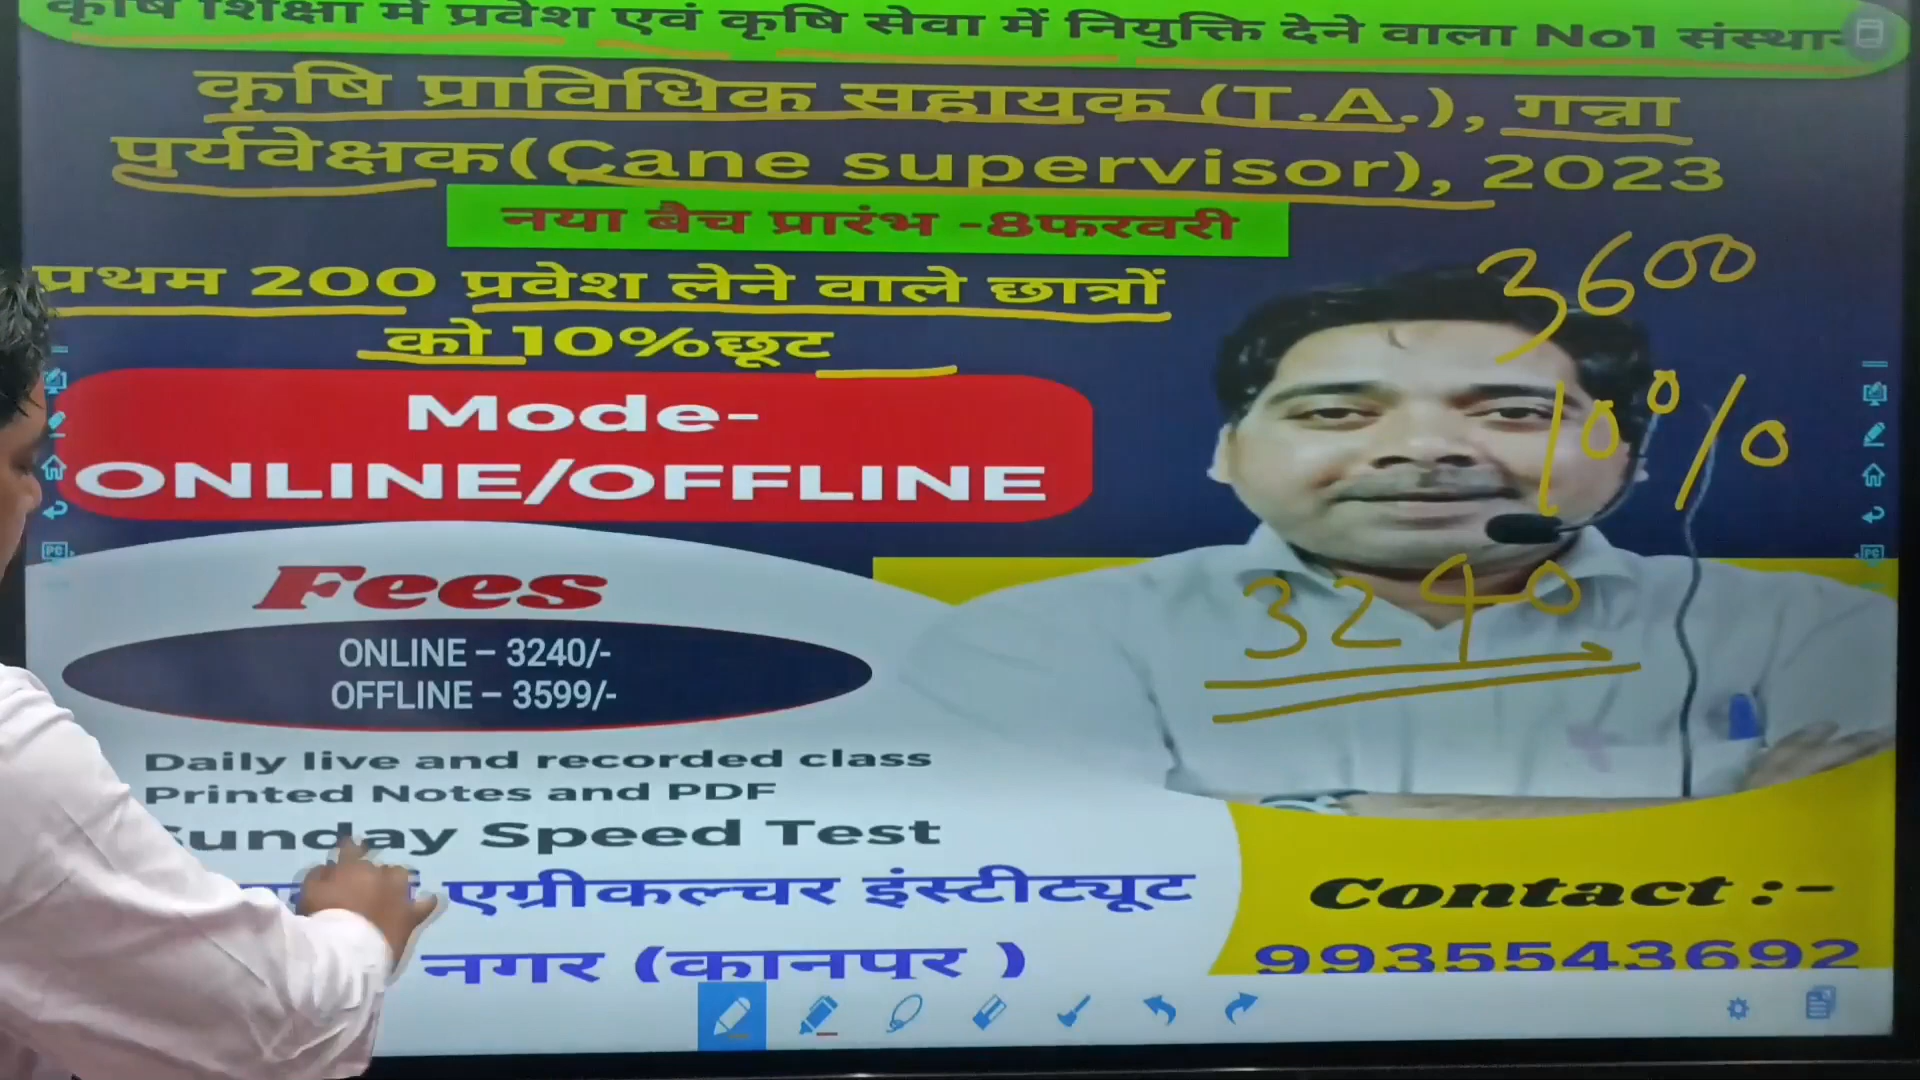 कृषि शिक्षा में प्रवेश एवं कृषि सेवा में नियुक्ति देने वाला No1
कृषि प्राविधिक सहायक (T.A.), गन्ना
पर्यवेक्षक(Cane supervisor), 2023
नया बैच प्रारंभ -8फरवरी
प्रथम 200 प्रवेश लेने वाले छात्रों
को 10%छूट
3600
10%
Mode-
ONLINE/OFFLINE
Fees
ONLINE – 3240/-
OFFLINE – 3599/-
3240
Daily live and recorded class
Printed Notes and PDF
Sunday Speed Test
एग्रीकल्चर इंस्टीट्यूट
नगर (कानपुर )
Contact :-
9935543692